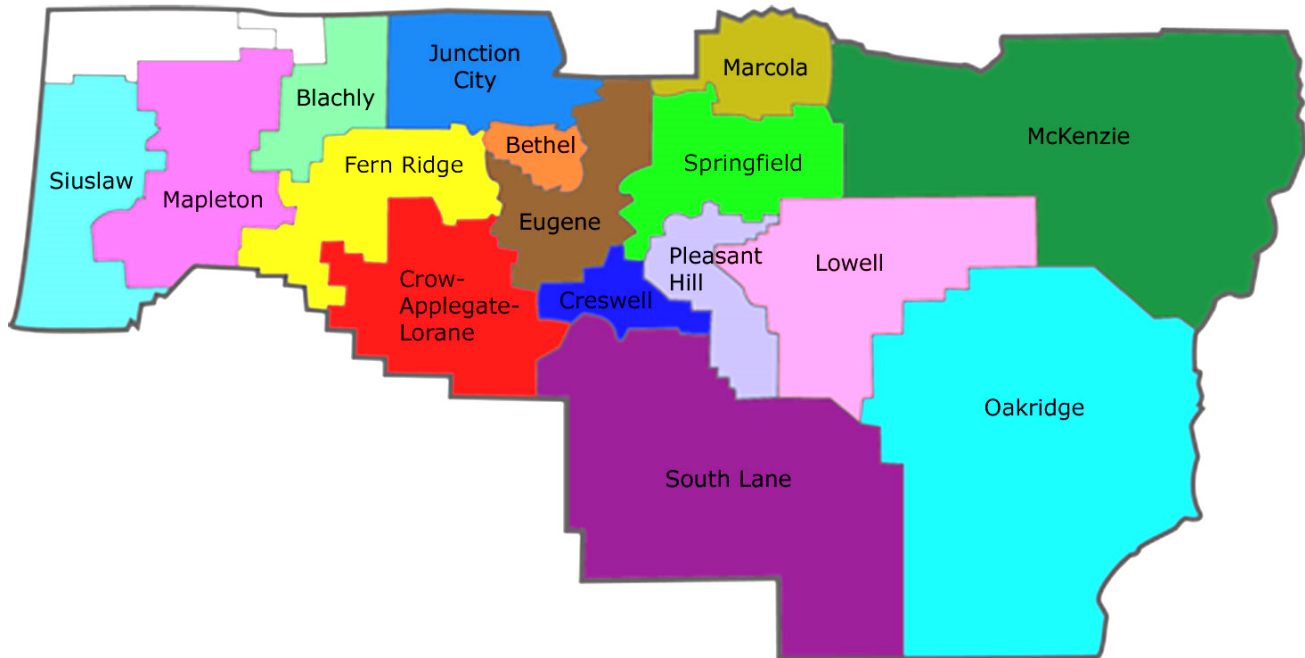 Junction
City
Marcola
Blachly
McKenzie
Bethel
Fern Ridge
Springfield
Siuslaw
Mapleton
Eugene
Pleasant
Hill
Lowell
Crow-
Applegate-
Lorane
Creswell
Oakridge
South Lane